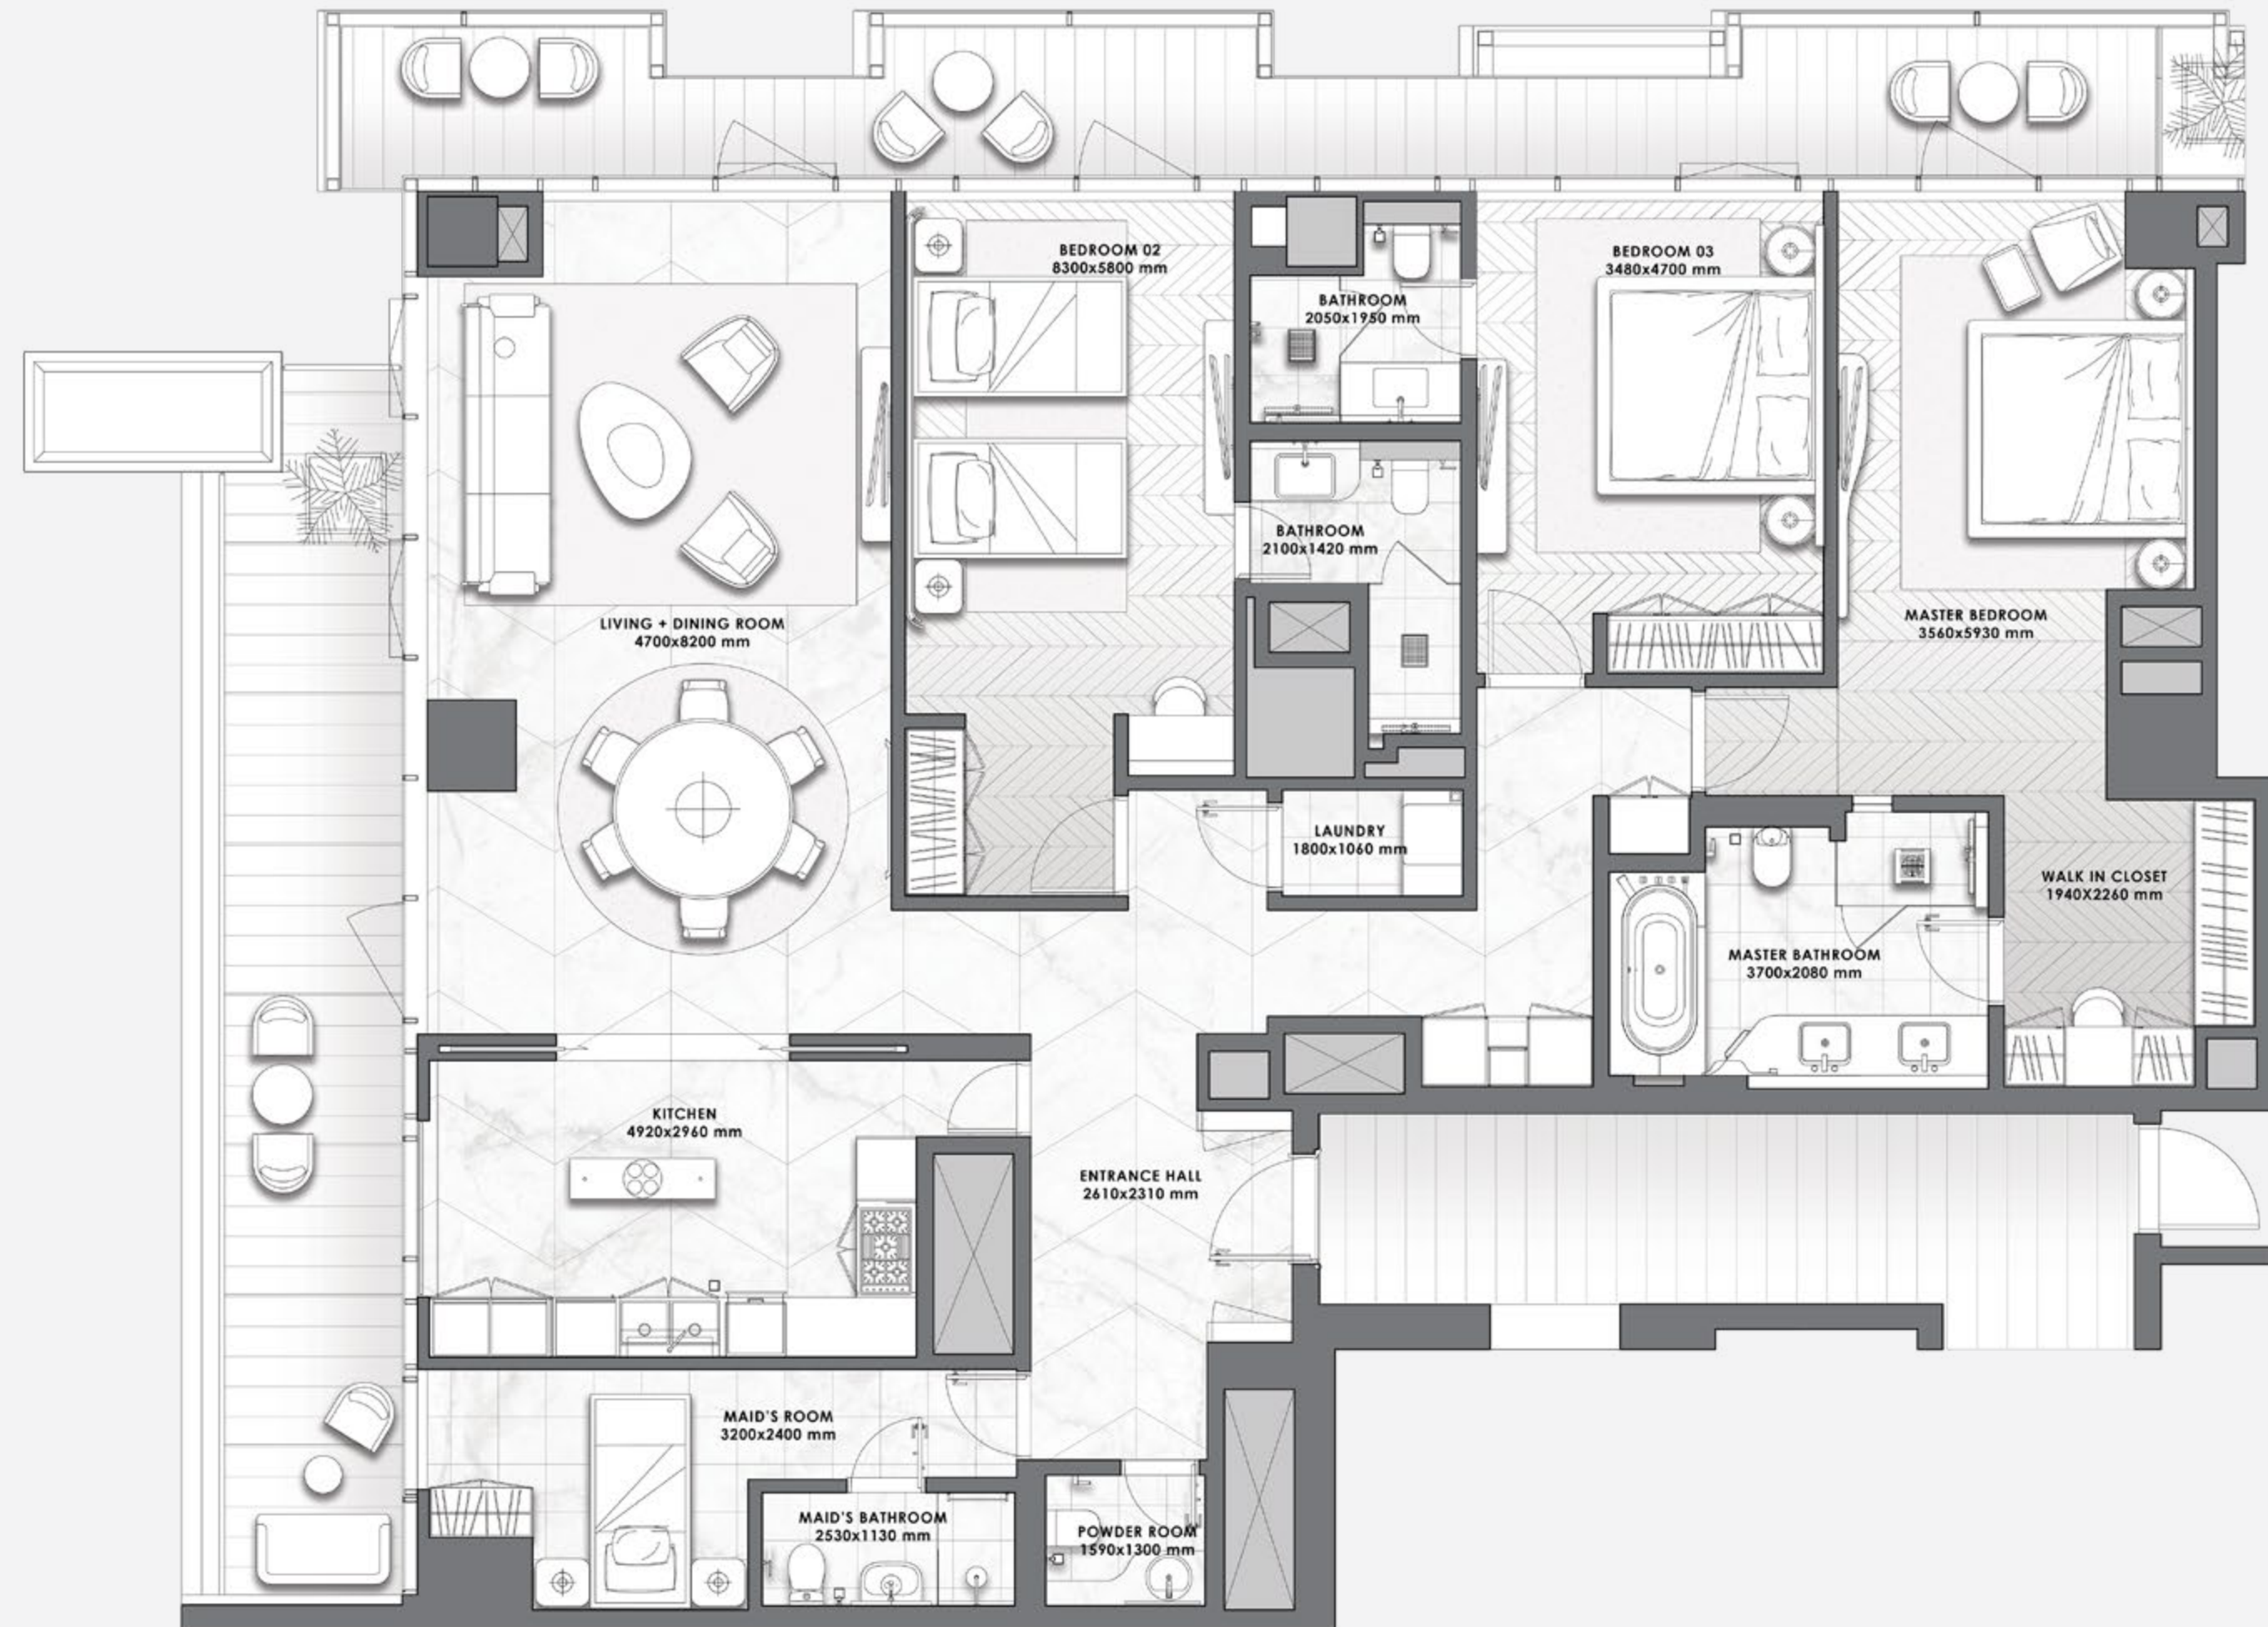 BEDROOM 02
8300x5800 mm
BEDROOM 03
3480x4700 mm
BATHROOM
2050x1950 mm
BATHROOM
2100x1420 mm
LIVING + DINING ROOM
4700x8200 mm
MASTER BEDROOM
3560x5930 mm
LAUNDRY
1800x1060 mm
WALK IN CLOSET
1940X2260 mm
MASTER BATHROOM
3700x2080 mm
KITCHEN
4920x2960 mm
ENTRANCE HALL
2610x2310 mm
MAID'S ROOM
3200x2400 mm
MAID'S BATHROOM
2530x1130 mm
POWDER ROOM
1590x1300 mm